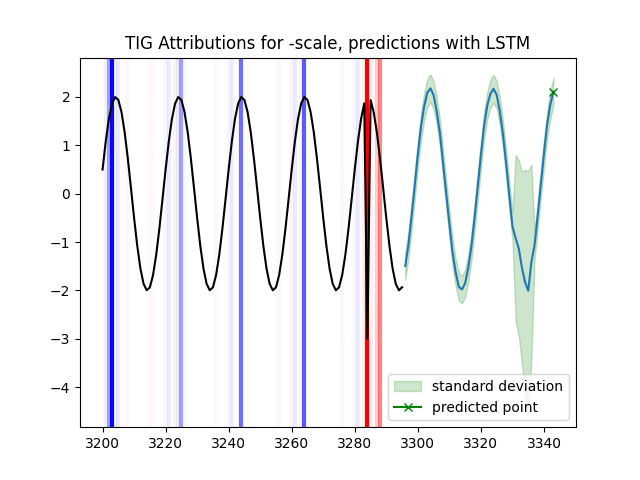 TIG Attributions for -scale, predictions with LSTM
2
1
0
−1
−2
−3
−4
standard deviation
predicted point
3200 3220 3240 3260 3280 3300 3320 3340